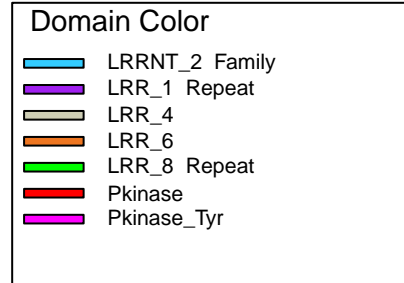 Domain Color
LRRNT_2 Family
LRR_1 Repeat
LRR_4
LRR_6
LRR_8 Repeat
Pkinase
Pkinase_Tyr